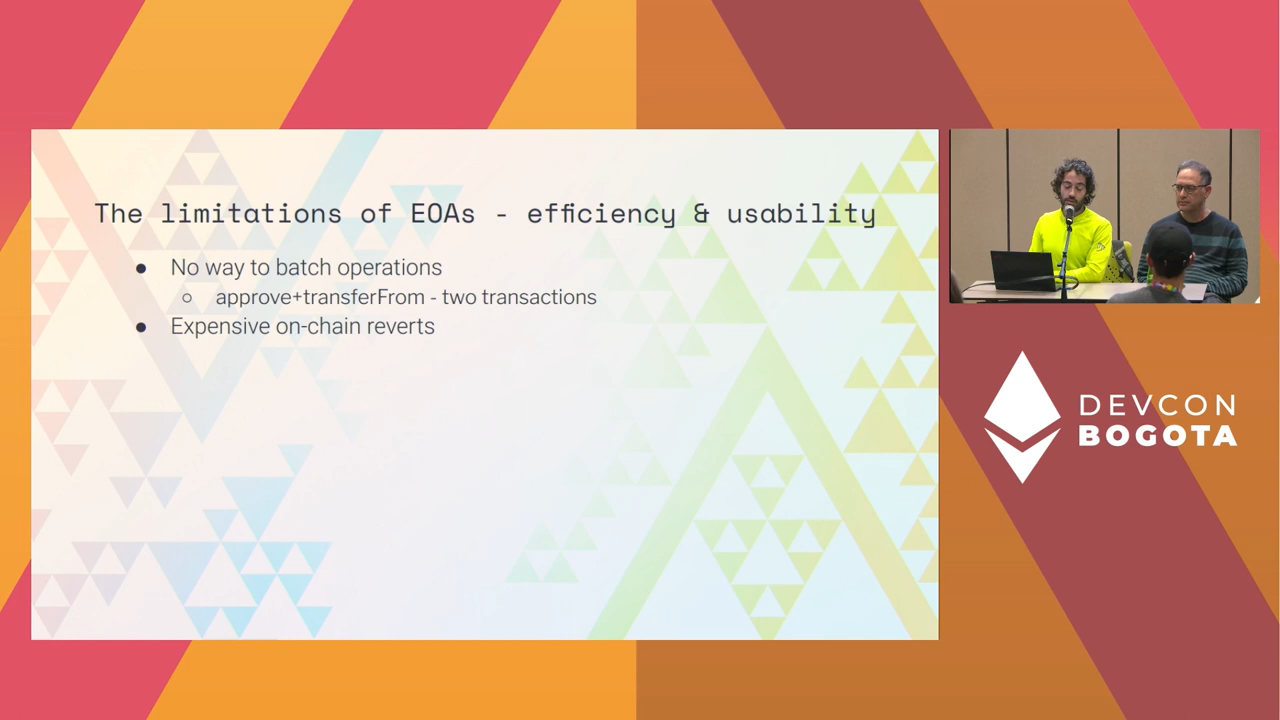 The limitations of EOAs - efficiency & usability
● No way to batch operations
○ approve+transferFrom - two transactions
● Expensive on-chain reverts
DEVCON
BOGOTA